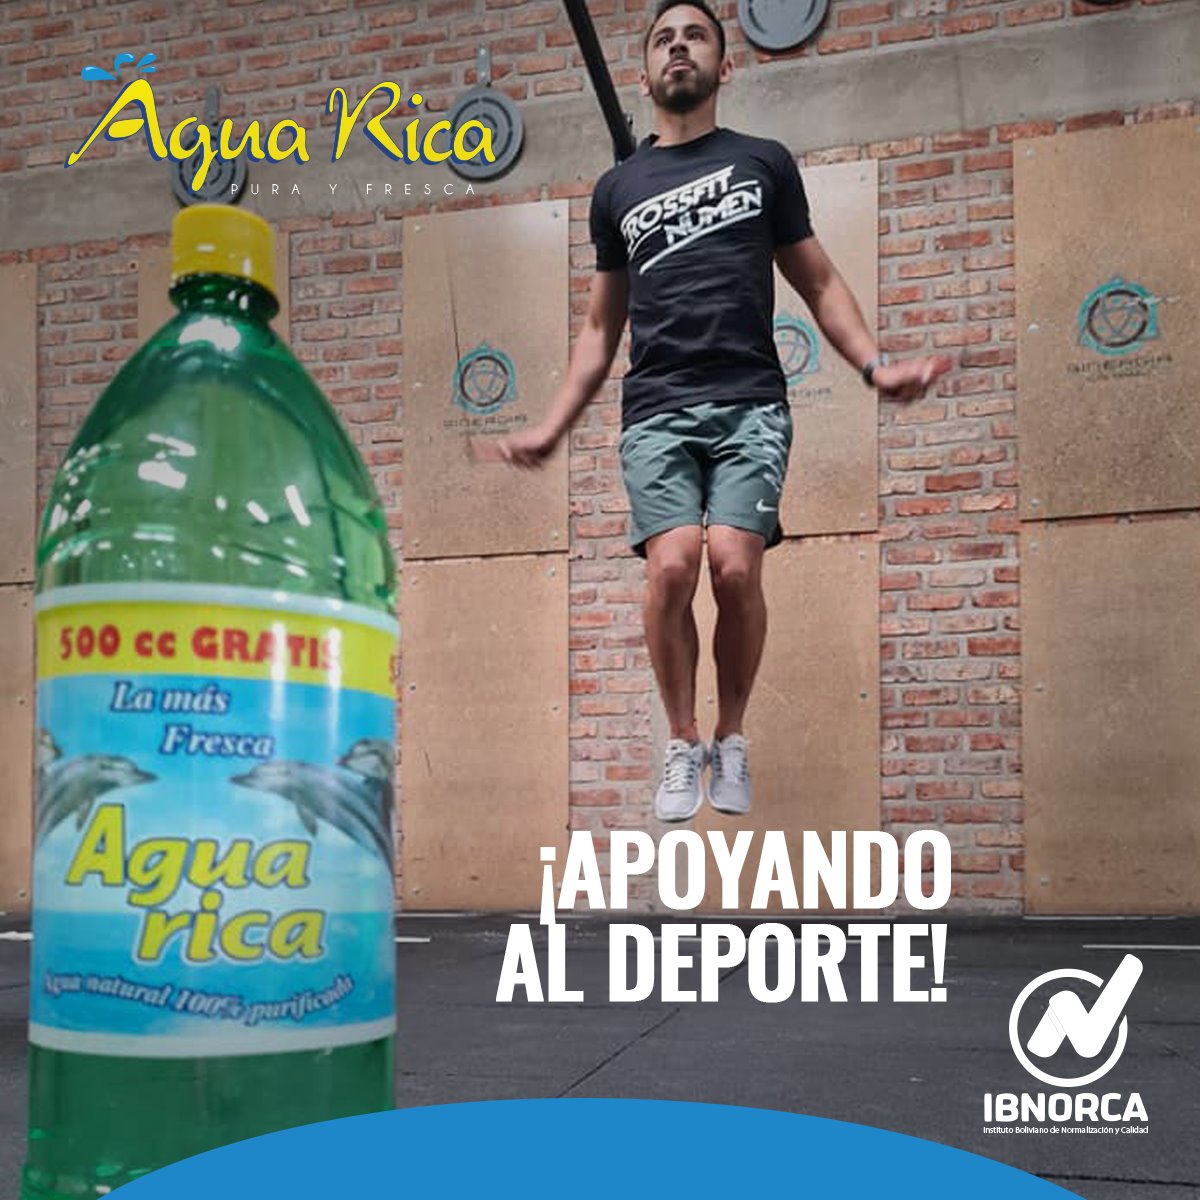 Agua Rica
PURA Y FRESCA
CROSSFIT
NUMEN
500 cc GRATIS
La más
Fresca
Agua
rica
Agua natural 100% purificada
¡APOYANDO
AL DEPORTE!
IBNORCA
Instituto Boliviano de Normalización y Calidad